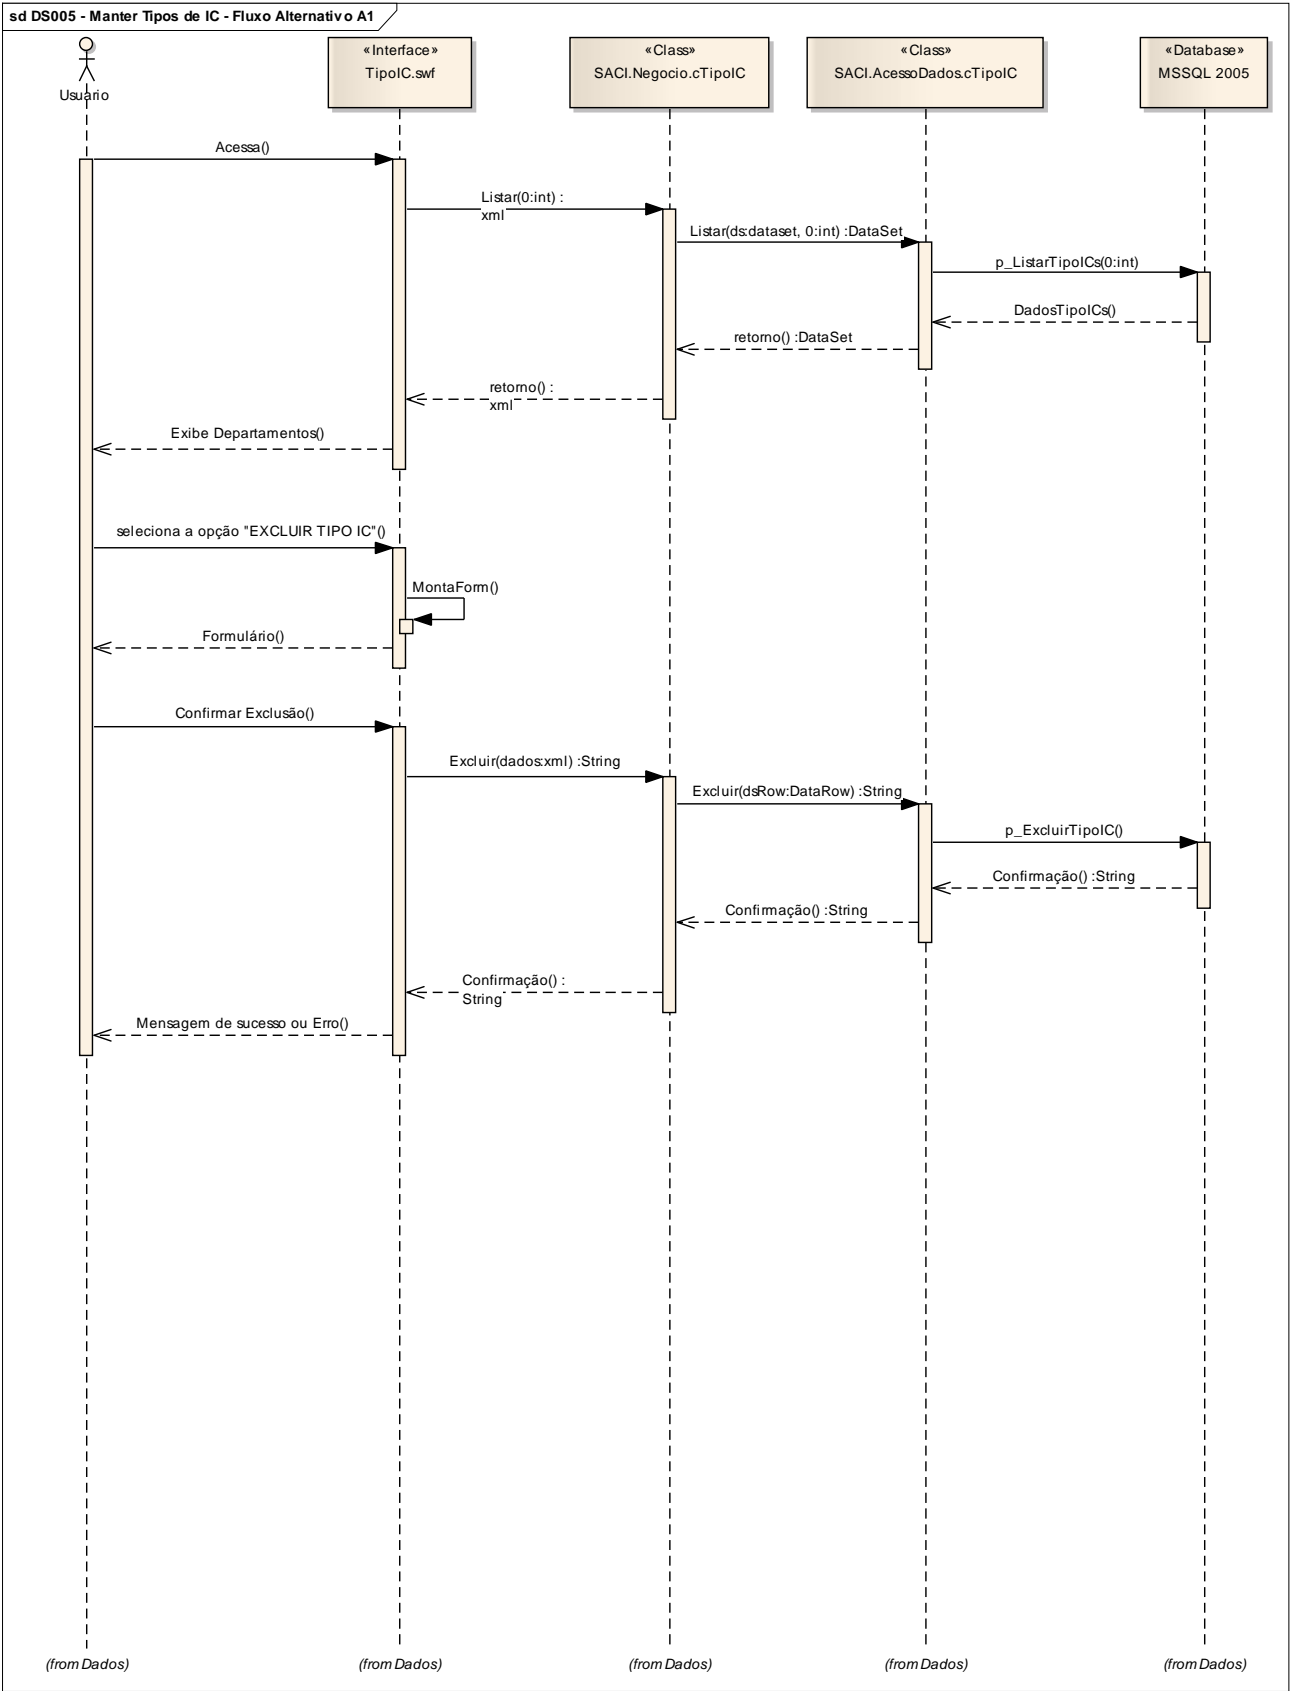 sd DS005 - Manter Tipos de IC - Fluxo Alternativo A1
Usuário
«Interface»
TipoIC.swf
«Class»
SACI.Negocio.cTipoIC
«Class»
SACI.AcessoDados.cTipoIC
«Database»
MSSQL 2005
Acessa()
Listar(0:int) :
xml
Listar(ds:dataset, 0:int) :DataSet
p_ListarTipoICs(0:int)
DadosTipoICs()
retorno() :DataSet
retorno() :
xml
Exibe Departamentos()
seleciona a opção "EXCLUIR TIPO IC"()
MontaForm()
Formulário()
Confirmar Exclusão()
Excluir(dados:xml) :String
Excluir(dsRow:DataRow) :String
p_ExcluirTipoIC()
Confirmação() :String
Confirmação() :String
Confirmação() :
String
Mensagem de sucesso ou Erro()
(from Dados)
(from Dados)
(from Dados)
(from Dados)
(from Dados)